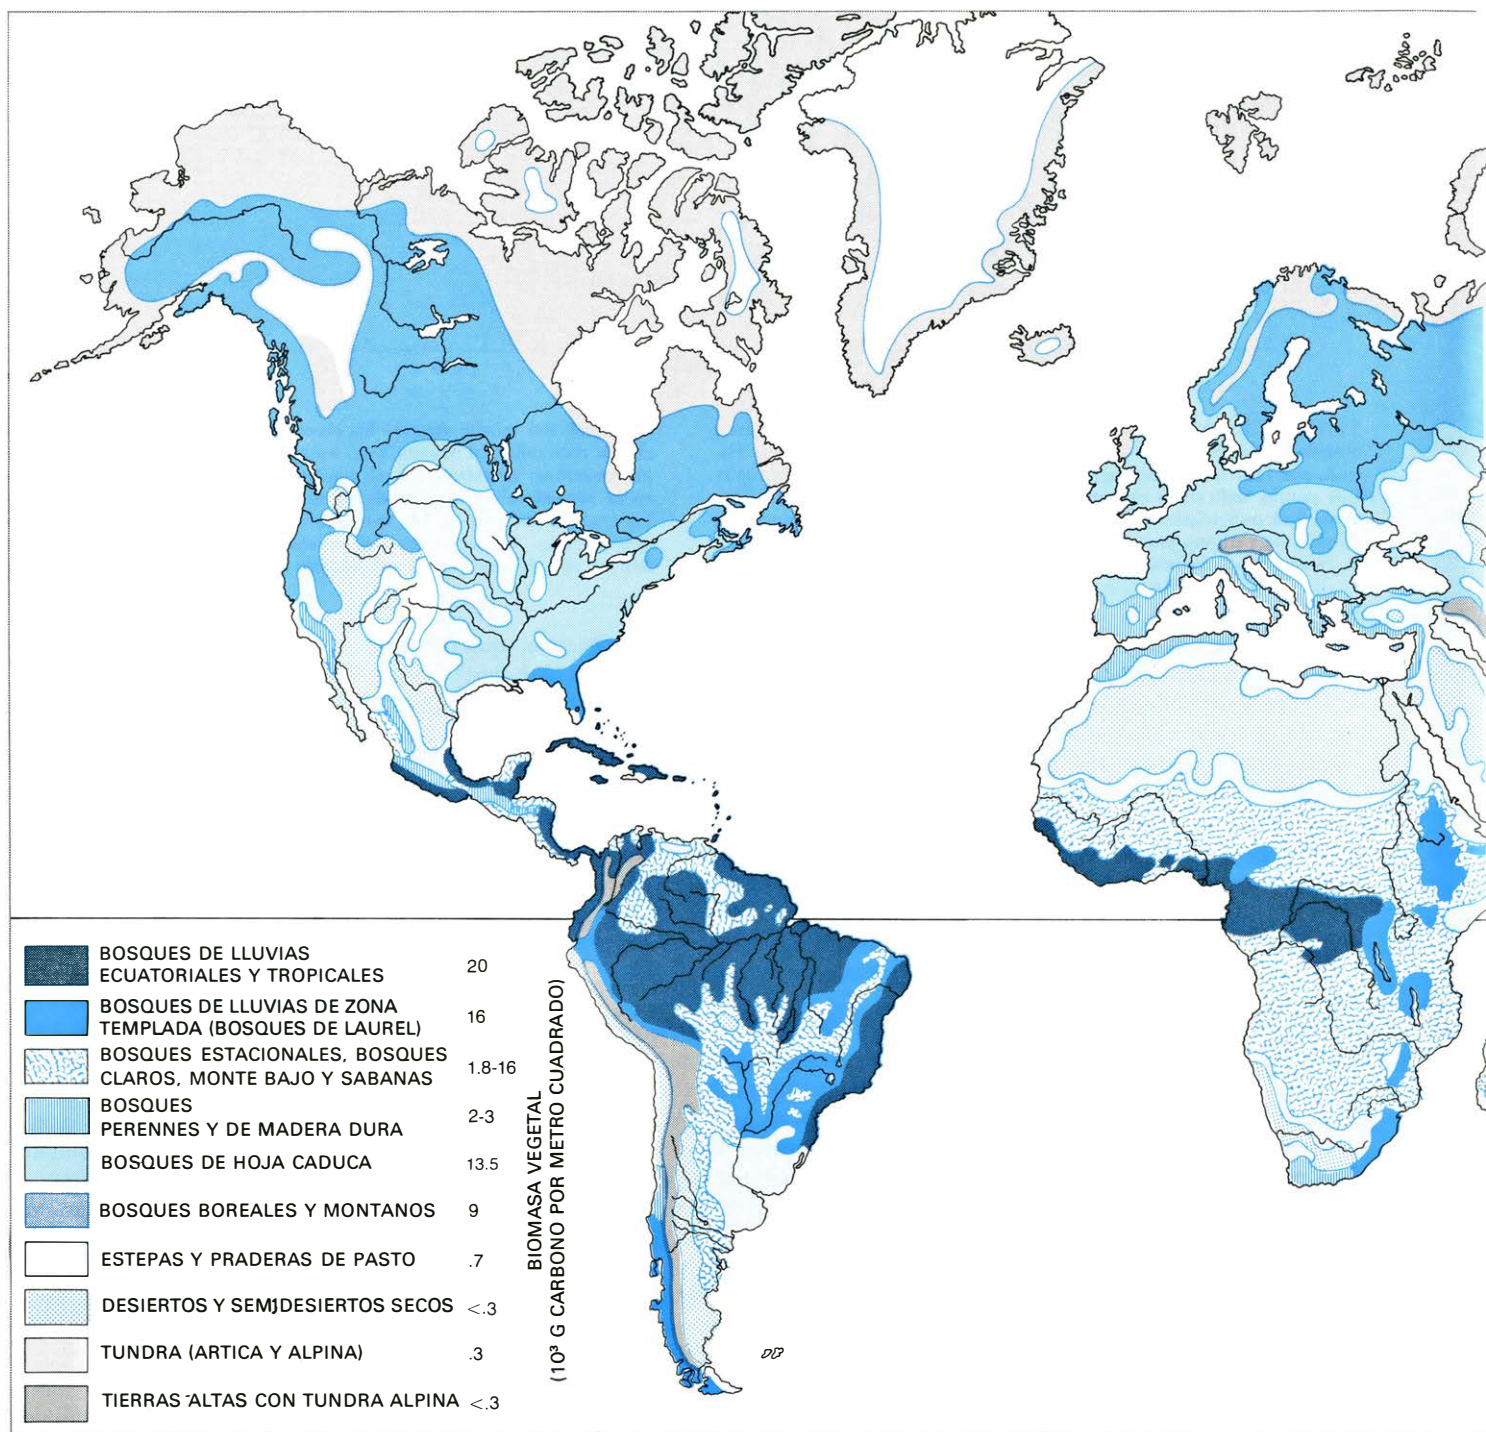 BOSQUES DE LLUVIAS
ECUATORIALES Y TROPICALES 20
BOSQUES DE LLUVIAS DE ZONA
TEMPLADA (BOSQUES DE LAUREL) 16
BOSQUES ESTACIONALES, BOSQUES
CLAROS, MONTE BAJO Y SABANAS 1.8-16
BOSQUES
PERENNES Y DE MADERA DURA 2-3
BOSQUES DE HOJA CADUCA 13.5
BOSQUES BOREALES Y MONTANOS 9
ESTEPAS Y PRADERAS DE PASTO .7
DESIERTOS Y SEMIDESIERTOS SECOS <.3
TUNDRA (ARTICA Y ALPINA) .3
TIERRAS ALTAS CON TUNDRA ALPINA <.3
BIOMASA VEGETAL
(10³ G CARBONO POR METRO CUADRADO)